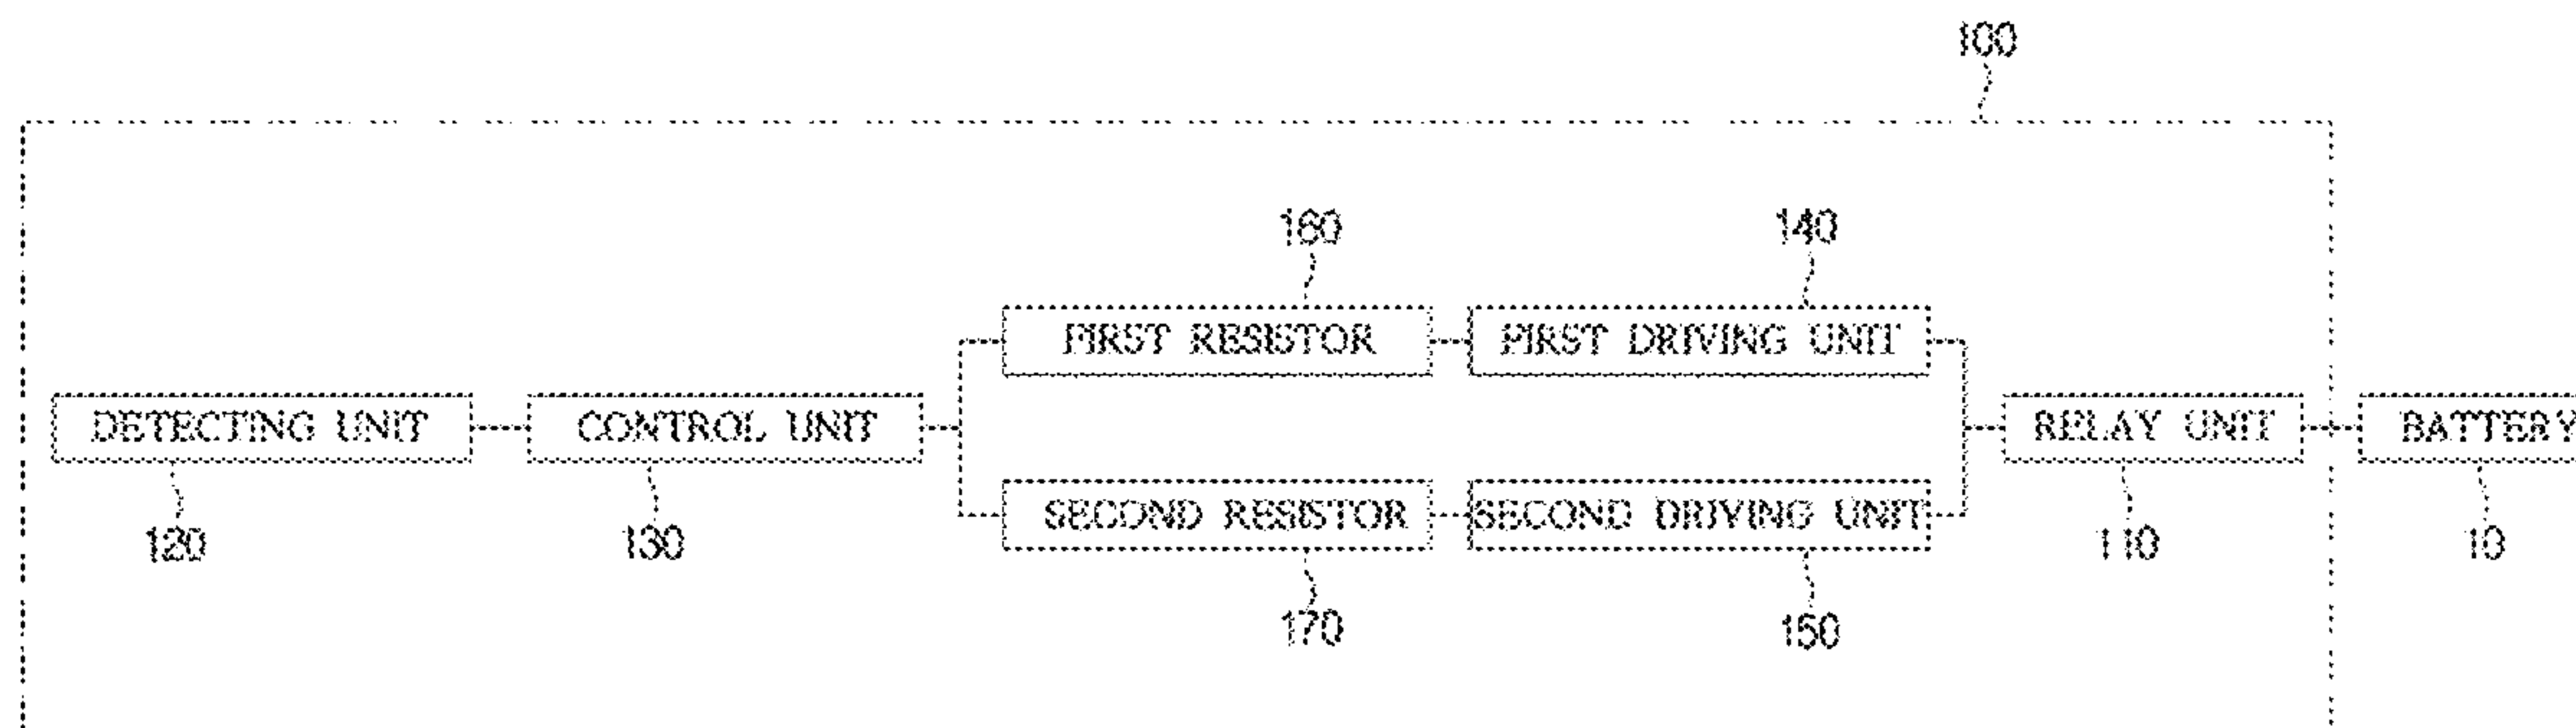 100
160 140
FIRST RESISTOR FIRST DRIVING UNIT
DETECTING UNIT CONTROL UNIT RELAY UNIT BATTERY
SECOND RESISTOR SECOND DRIVING UNIT
120 130 110 10
170 150